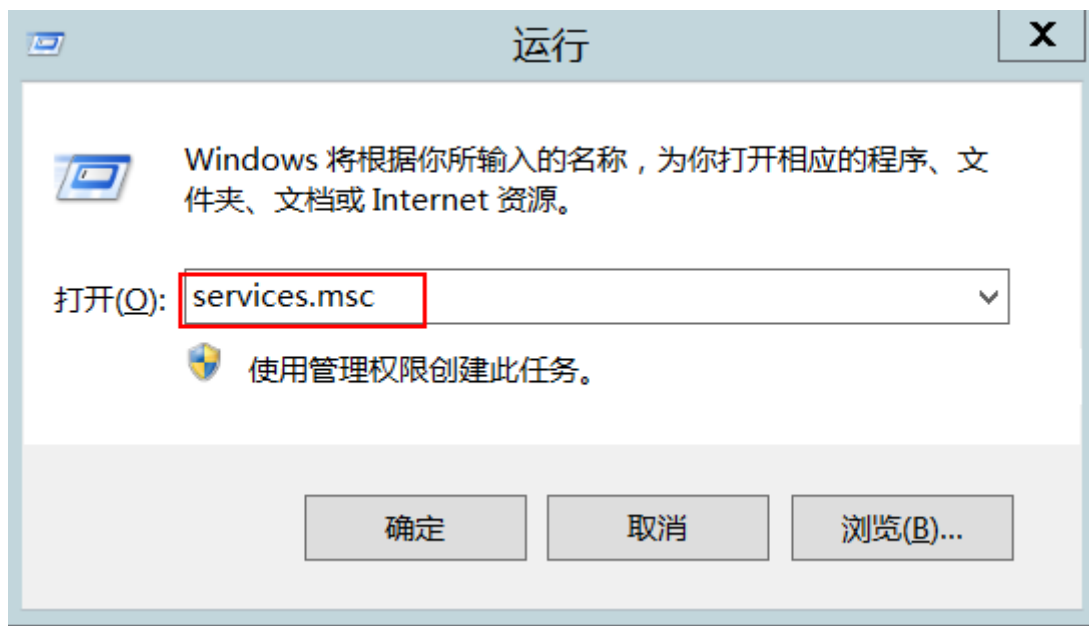 运行
X
Windows 将根据你所输入的名称，为你打开相应的程序、文
件夹、文档或 Internet 资源。
打开(O): services.msc
使用管理权限创建此任务。
确定 取消 浏览(B)...